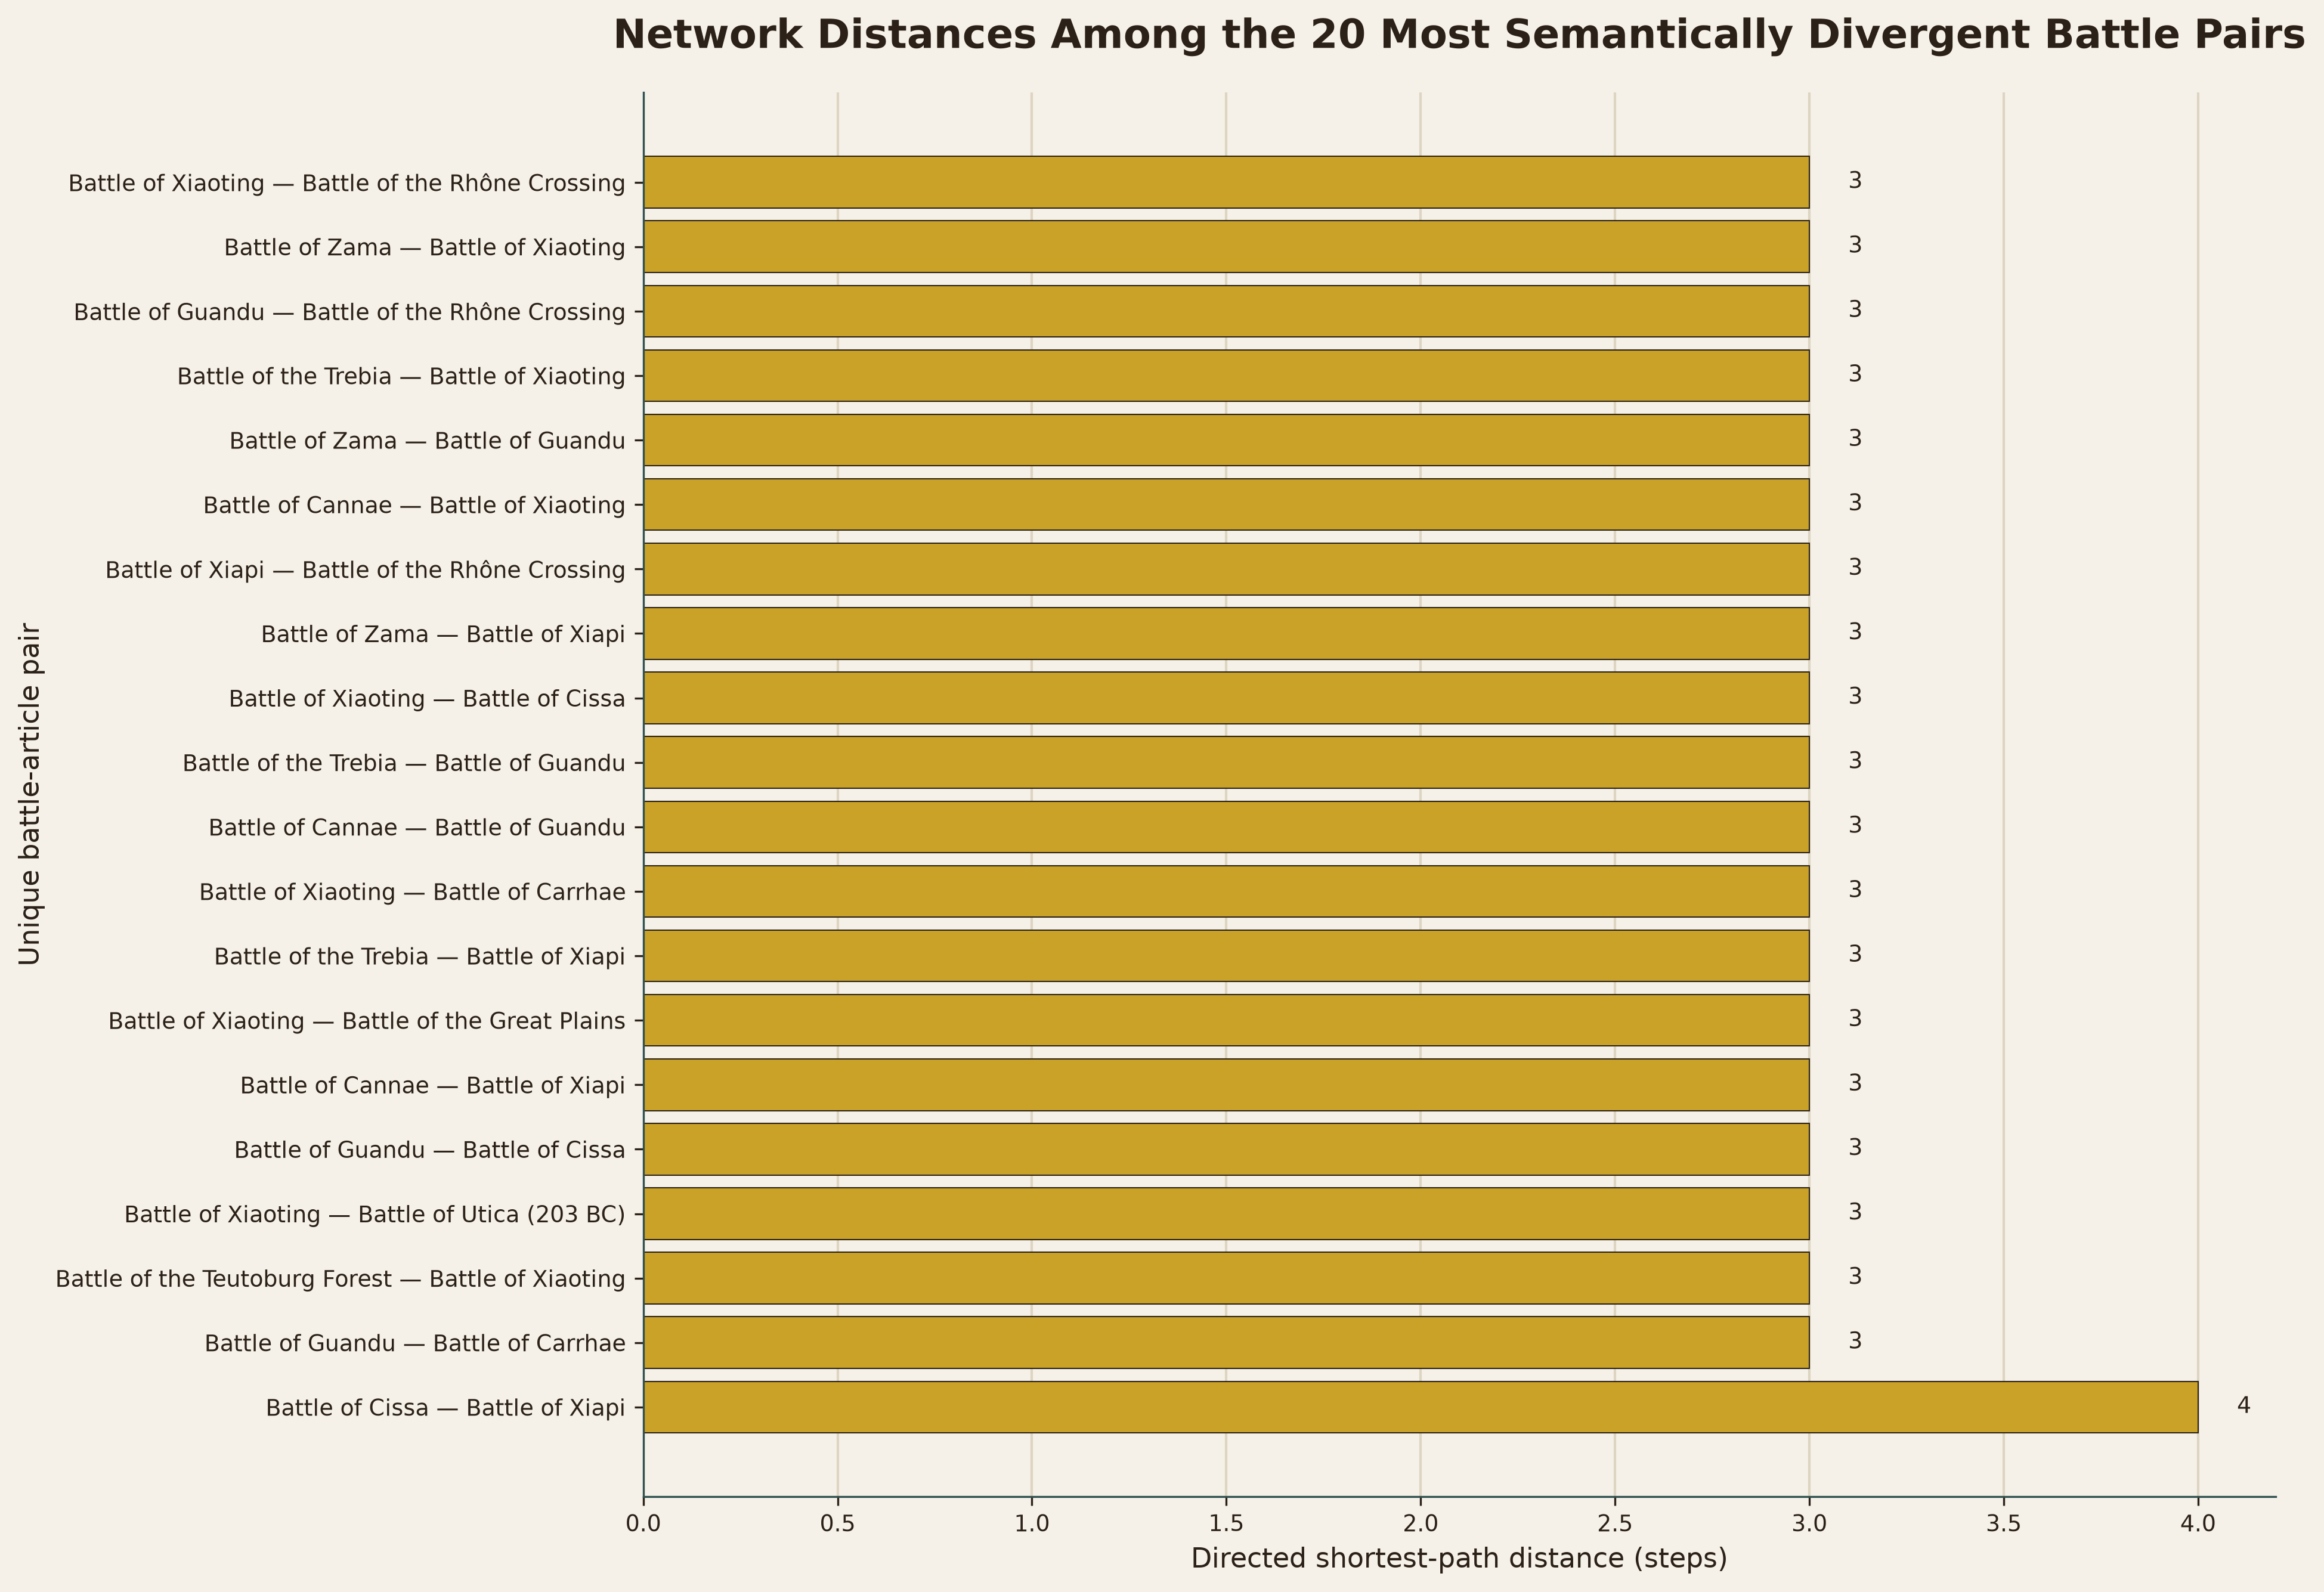 Network Distances Among the 20 Most Semantically Divergent Battle Pairs
Unique battle-article pair
Battle of Xiaoting — Battle of the Rhône Crossing 3
Battle of Zama — Battle of Xiaoting 3
Battle of Guandu — Battle of the Rhône Crossing 3
Battle of the Trebia — Battle of Xiaoting 3
Battle of Zama — Battle of Guandu 3
Battle of Cannae — Battle of Xiaoting 3
Battle of Xiapi — Battle of the Rhône Crossing 3
Battle of Zama — Battle of Xiapi 3
Battle of Xiaoting — Battle of Cissa 3
Battle of the Trebia — Battle of Guandu 3
Battle of Cannae — Battle of Guandu 3
Battle of Xiaoting — Battle of Carrhae 3
Battle of the Trebia — Battle of Xiapi 3
Battle of Xiaoting — Battle of the Great Plains 3
Battle of Cannae — Battle of Xiapi 3
Battle of Guandu — Battle of Cissa 3
Battle of Xiaoting — Battle of Utica (203 BC) 3
Battle of the Teutoburg Forest — Battle of Xiaoting 3
Battle of Guandu — Battle of Carrhae 3
Battle of Cissa — Battle of Xiapi 4
0.0 0.5 1.0 1.5 2.0 2.5 3.0 3.5 4.0
Directed shortest-path distance (steps)